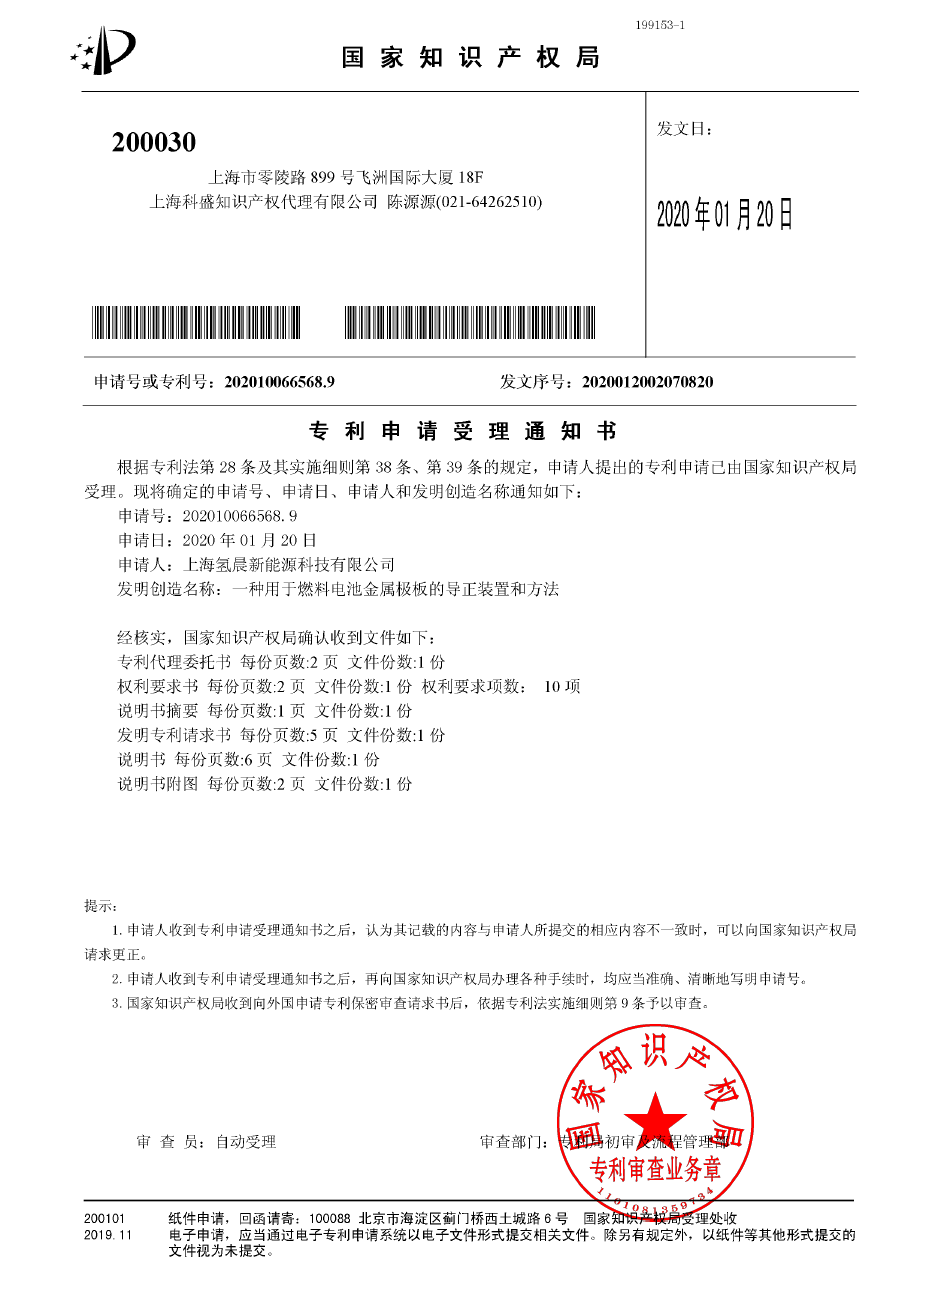 199153-1
国家知识产权局
200030
上海市零陵路 899 号飞洲国际大厦 18F
上海科盛知识产权代理有限公司 陈源源(021-64262510)
发文日：
2020 年 01 月 20 日
申请号或专利号：202010066568.9
发文序号：2020012002070820
专利申请受理通知书
根据专利法第 28 条及其实施细则第 38 条、第 39 条的规定，申请人提出的专利申请已由国家知识产权局
受理。现将确定的申请号、申请日、申请人和发明创造名称通知如下：
申请号：202010066568.9
申请日：2020 年 01 月 20 日
申请人：上海氢晨新能源科技有限公司
发明创造名称：一种用于燃料电池金属极板的导正装置和方法
经核实，国家知识产权局确认收到文件如下：
专利代理委托书 每份页数:2 页 文件份数:1 份
权利要求书 每份页数:2 页 文件份数:1 份 权利要求项数： 10 项
说明书摘要 每份页数:1 页 文件份数:1 份
发明专利请求书 每份页数:5 页 文件份数:1 份
说明书 每份页数:6 页 文件份数:1 份
说明书附图 每份页数:2 页 文件份数:1 份
提示：
1. 申请人收到专利申请受理通知书之后，认为其记载的内容与申请人所提交的相应内容不一致时，可以向国家知识产权局
请求更正。
2. 申请人收到专利申请受理通知书之后，再向国家知识产权局办理各种手续时，均应当准确、清晰地写明申请号。
3. 国家知识产权局收到向外国申请专利保密审查请求书后，依据专利法实施细则第 9 条予以审查。
国家知识产权局
审 查 员：自动受理
审查部门：专利局初审及流程管理部
专利审查业务章
1101081359734
200101 纸件申请，回函请寄：100088 北京市海淀区蓟门桥西土城路 6 号 国家知识产权局受理处收
2019.11 电子申请，应当通过电子专利申请系统以电子文件形式提交相关文件。除另有规定外，以纸件等其他形式提交的
文件视为未提交。